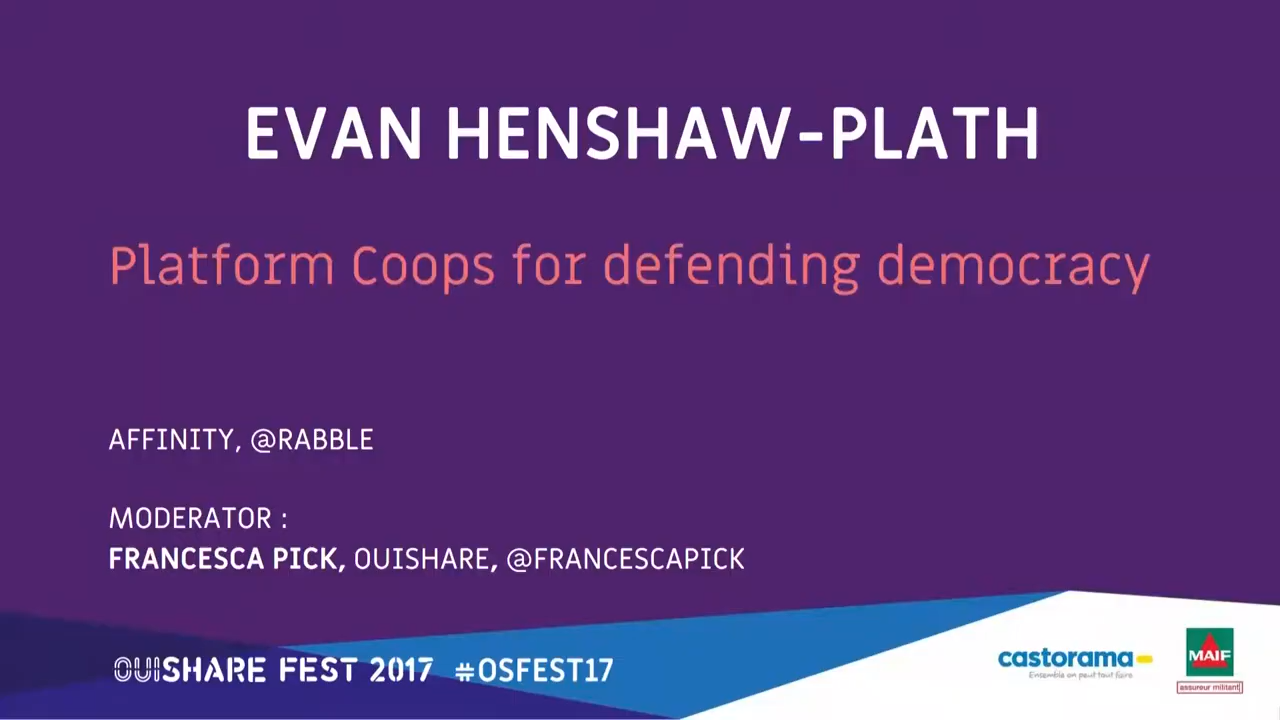 EVAN HENSHAW-PLATH
Platform Coops for defending democracy
AFFINITY, @RABBLE
MODERATOR :
FRANCESCA PICK, OUISHARE, @FRANCESCAPICK
OUISHARE FEST 2017 #OSFEST17
castorama
Ensemble on peut tout faire
MAIF
assureur militant